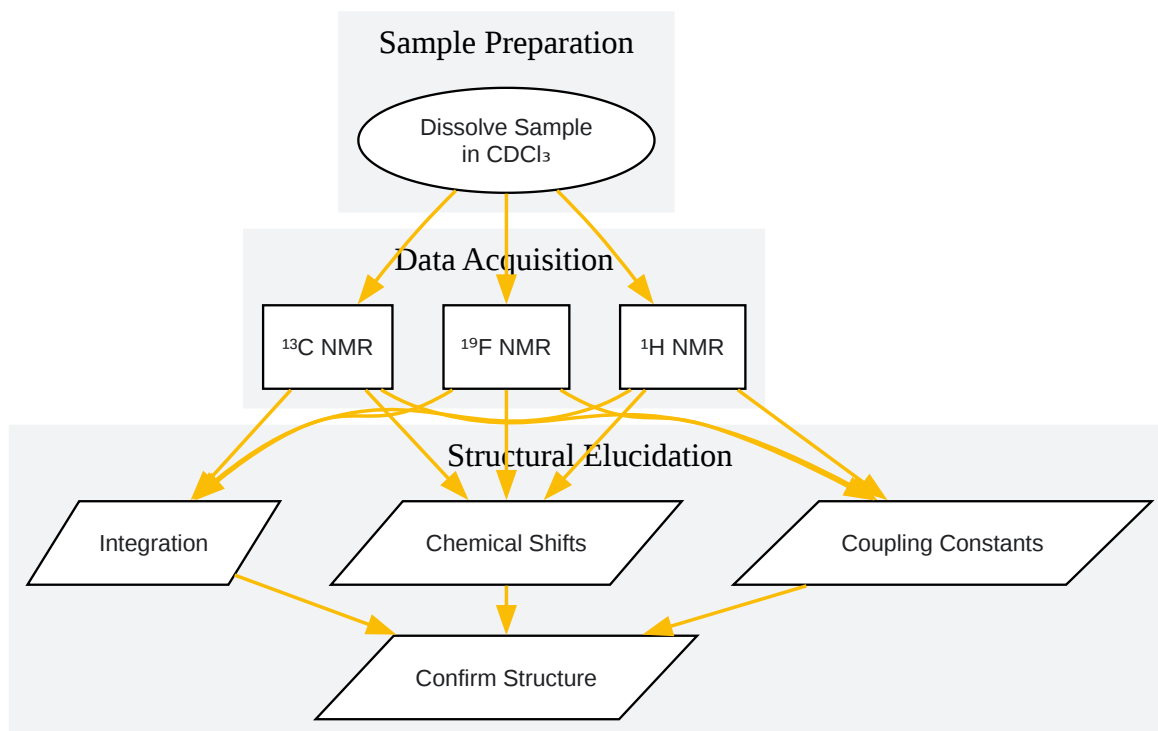 Sample Preparation
Dissolve Sample
in CDCl₃
Data Acquisition
¹³C NMR
¹⁹F NMR
¹H NMR
Structural Elucidation
Integration
Chemical Shifts
Coupling Constants
Confirm Structure